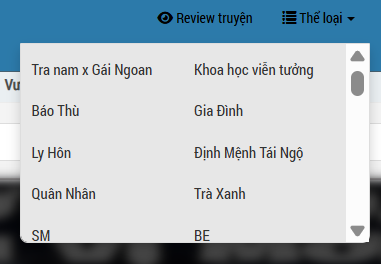 Review truyện
Thể loại
Vu
Tra nam x Gái Ngoan
Khoa học viễn tưởng
Báo Thù
Gia Đình
Ly Hôn
Định Mệnh Tái Ngộ
Quân Nhân
Trà Xanh
SM
BE